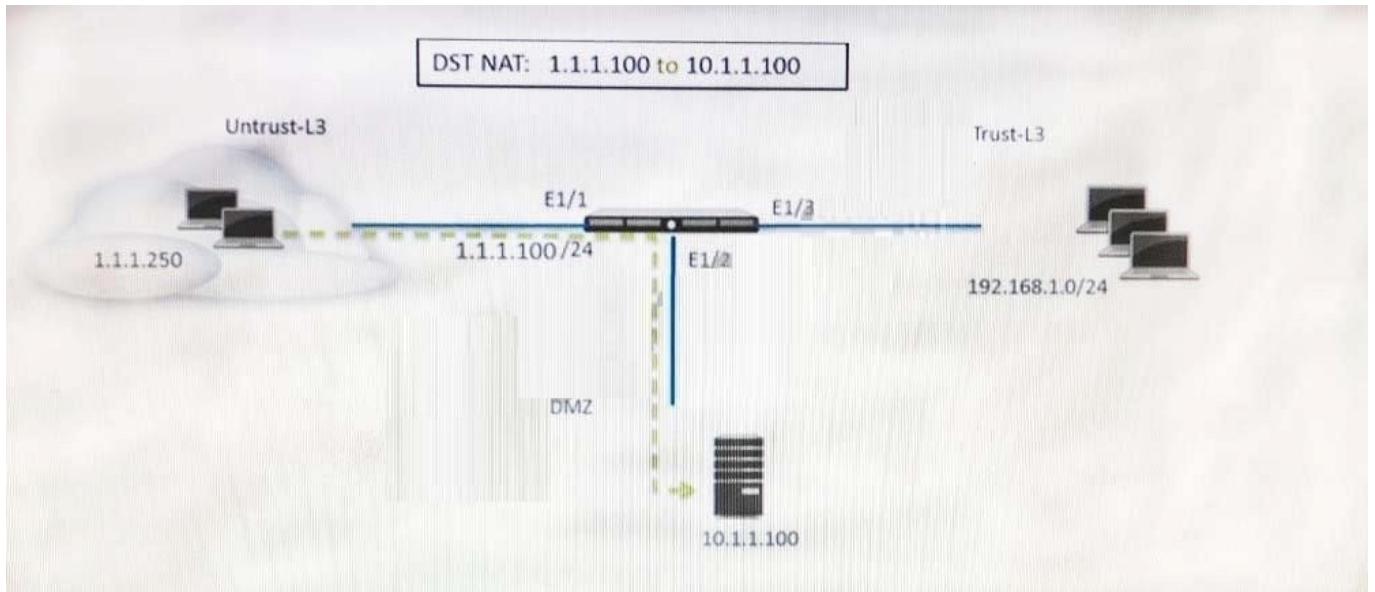 DST NAT: 1.1.1.100 to 10.1.1.100
Untrust-L3
Trust-L3
E1/1
E1/3
1.1.1.250
1.1.1.100/24
E1/2
192.168.1.0/24
DMZ
10.1.1.100